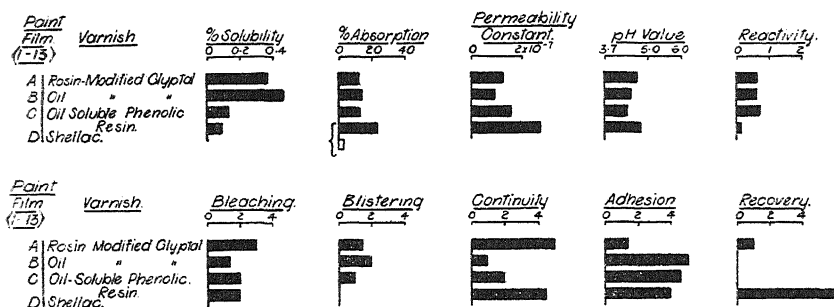 Paint
Film Varnish
(1-13)
% Solubility
0 0·2 0·4
% Absorption
0 20 40
Permeability
Constant.
0 2x10⁻⁷
pH Value
3.7 5.0 6.0
Reactivity.
0 1 2
A Rosin-Modified Glyptal
B Oil " "
C Oil Soluble Phenolic
Resin.
D Shellac.
Paint
Film Varnish.
(1-13)
Bleaching.
0 2 4
Blistering
0 2 4
Continuity
0 2 4
Adhesion
0 2 4
Recovery.
0 2 4
A Rosin Modified Glyptal
B Oil " "
C Oil-Soluble Phenolic.
Resin.
D Shellac.